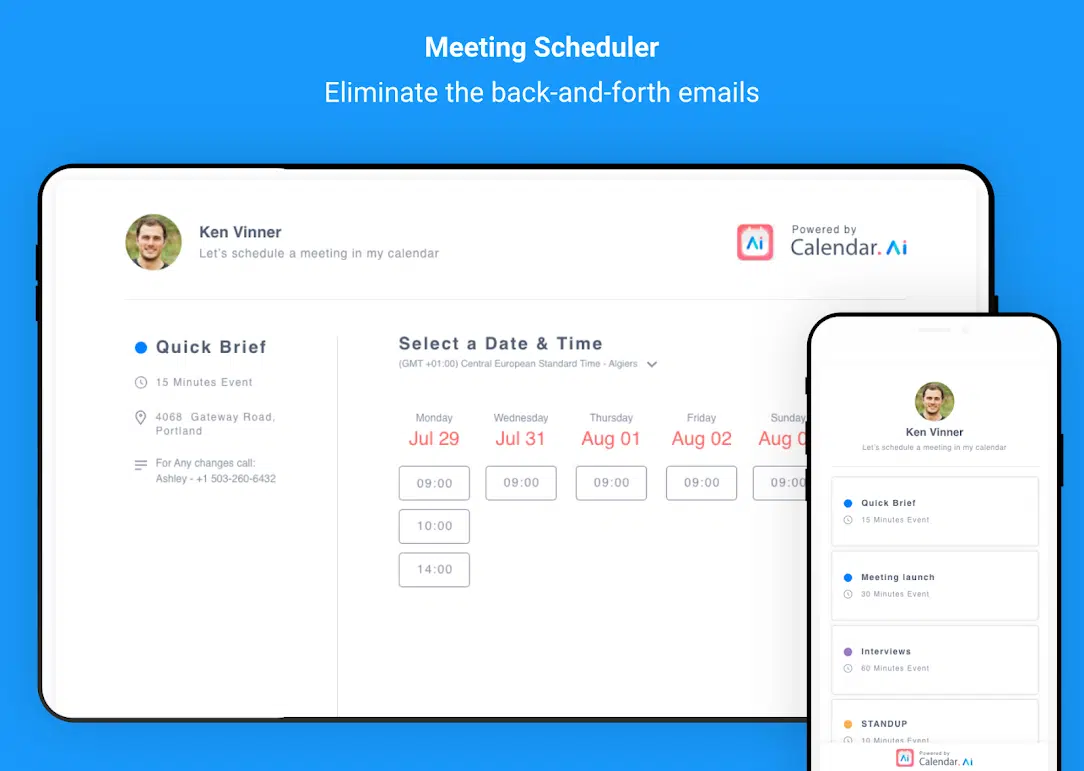 Meeting Scheduler
Eliminate the back-and-forth emails
Ken Vinner
Let's schedule a meeting in my calendar
Ai
Powered by
Calendar.Ai
Quick Brief
15 Minutes Event
4068 Gateway Road,
Portland
For Any changes call:
Ashley - +1 503-260-6432
Select a Date & Time
(GMT +01:00) Central European Standard Time - Algiers
Monday Wednesday Thursday Friday Sunday
Jul 29 Jul 31 Aug 01 Aug 02 Aug
09:00 09:00 09:00 09:00 09:00
10:00
14:00
Ken Vinner
Let's schedule a meeting in my calendar
Quick Brief
15 Minutes Event
Meeting launch
30 Minutes Event
Interviews
60 Minutes Event
STANDUP
10 Minutes Event
Ai
Powered by
Calendar.Ai